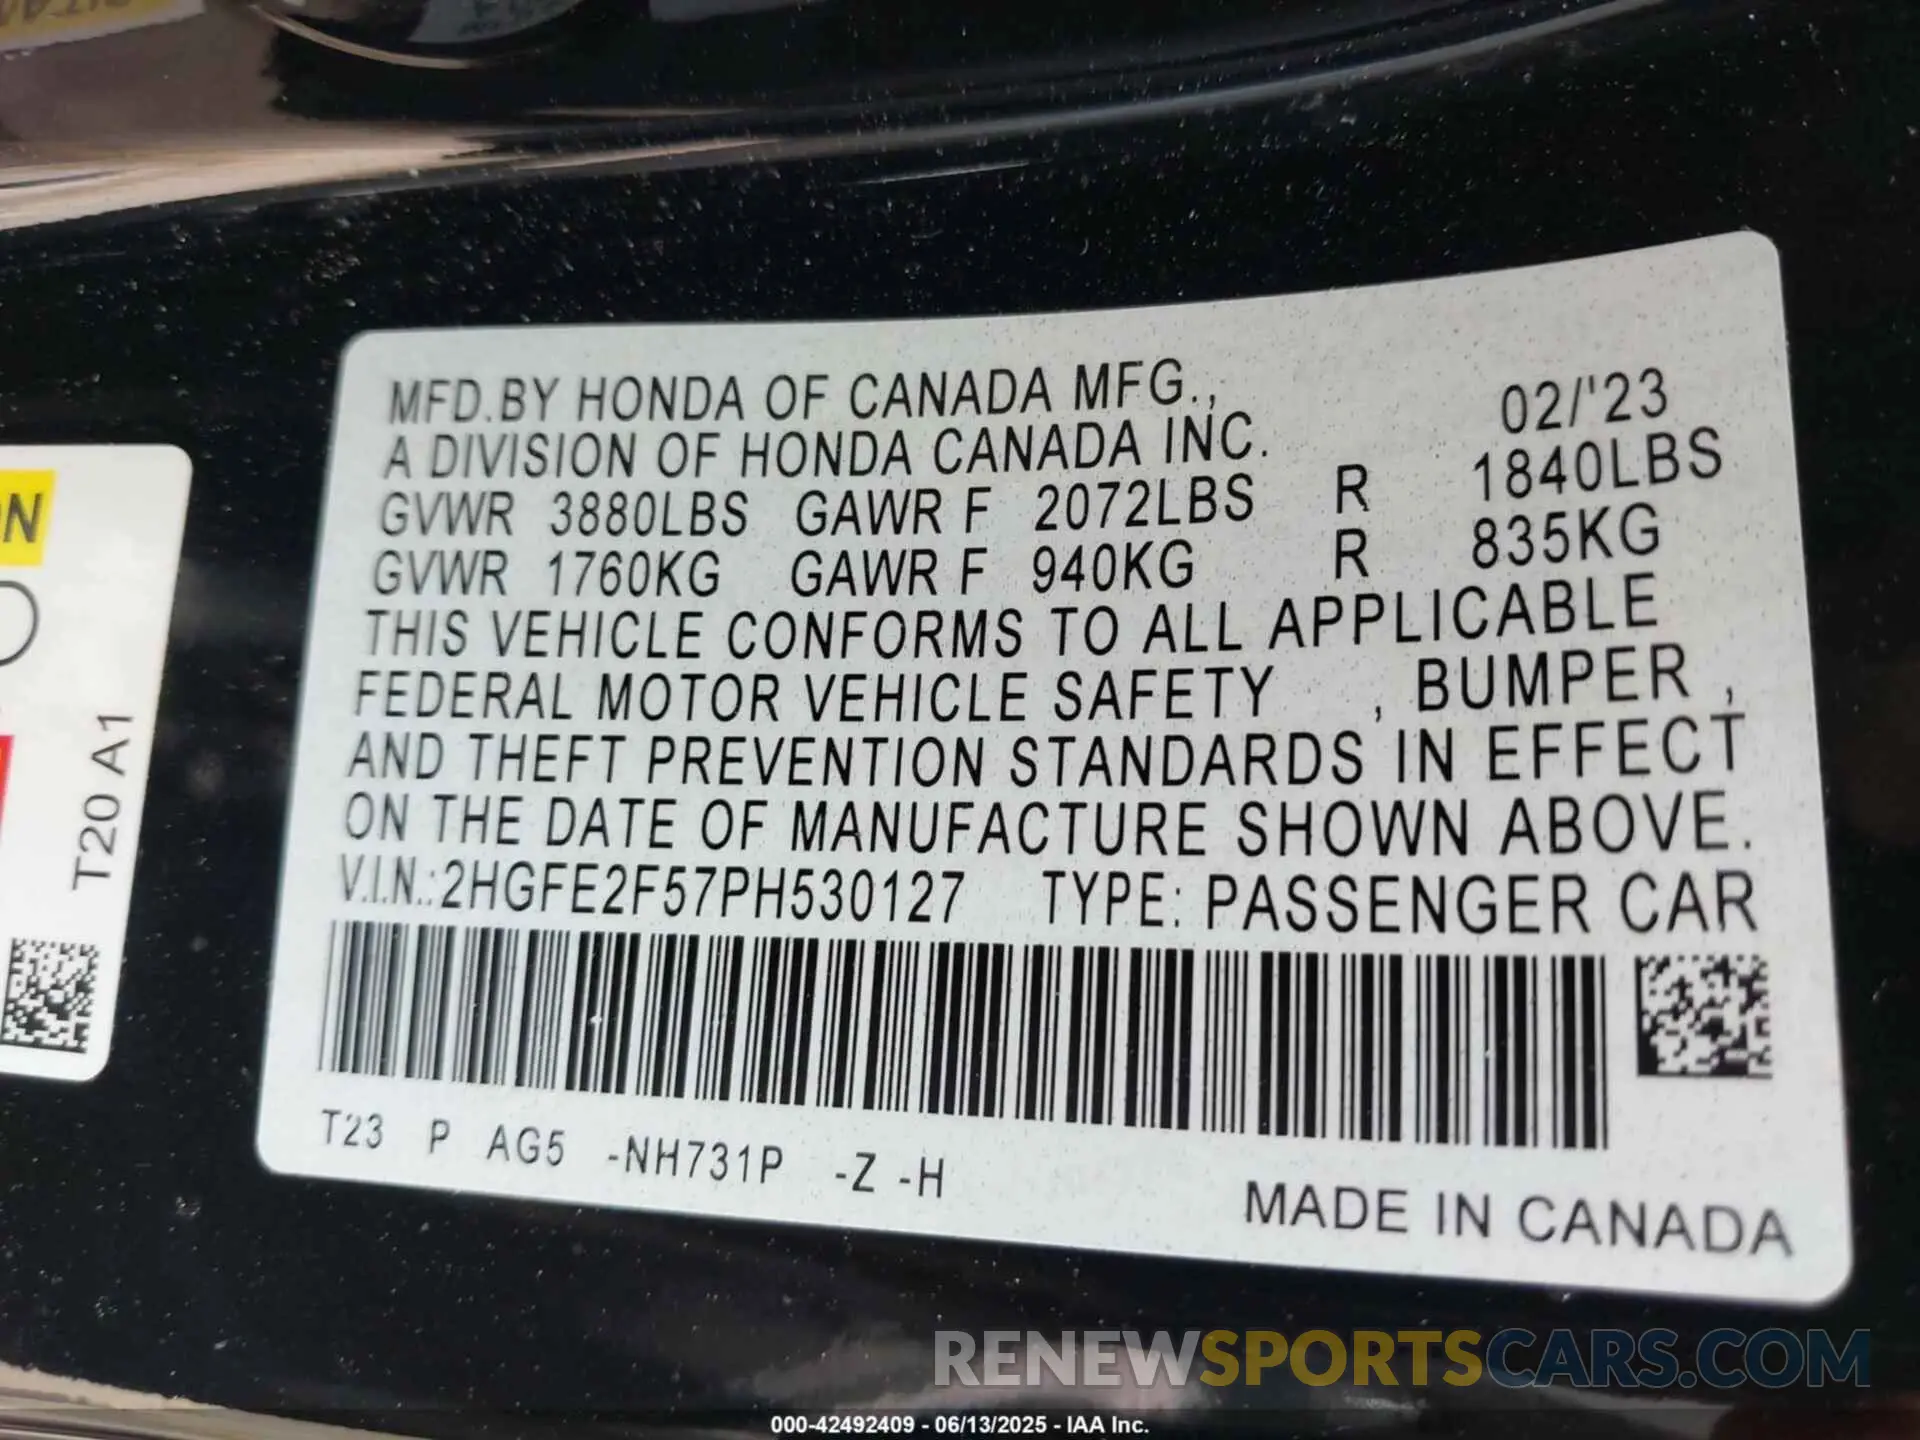 MFD.BY HONDA OF CANADA MFG.,
A DIVISION OF HONDA CANADA INC.
02/'23
GVWR 3880LBS GAWR F 2072LBS R 1840LBS
GVWR 1760KG GAWR F 940KG R 835KG
THIS VEHICLE CONFORMS TO ALL APPLICABLE
FEDERAL MOTOR VEHICLE SAFETY , BUMPER ,
AND THEFT PREVENTION STANDARDS IN EFFECT
ON THE DATE OF MANUFACTURE SHOWN ABOVE.
V.I.N.:2HGFE2F57PH530127 TYPE: PASSENGER CAR
T23 P AG5 -NH731P -Z -H
MADE IN CANADA
T20 A1
RENEWSPORTSCARS.COM
000-42492409 - 06/13/2025 - IAA Inc.